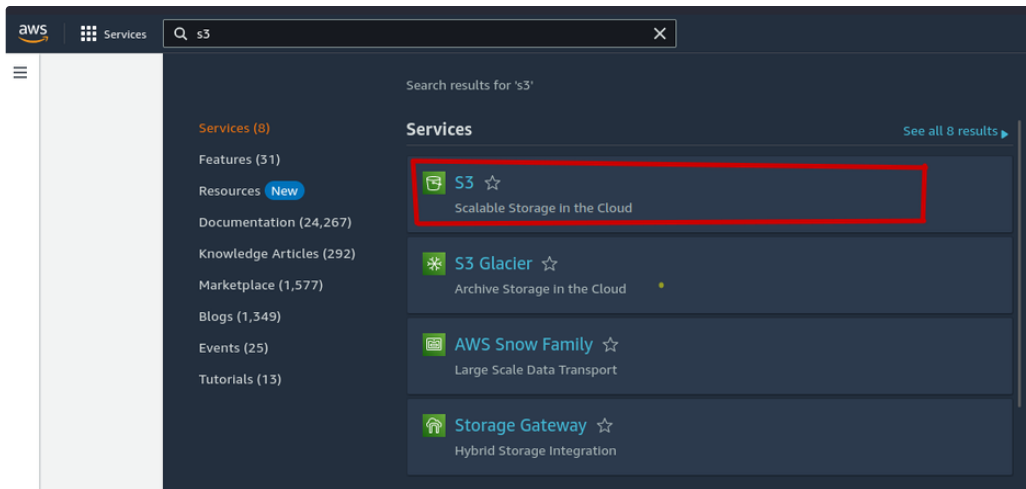 aws
Services
s3
Search results for 's3'
Services (8)
Features (31)
Resources New
Documentation (24,267)
Knowledge Articles (292)
Marketplace (1,577)
Blogs (1,349)
Events (25)
Tutorials (13)
Services
See all 8 results
S3
Scalable Storage in the Cloud
S3 Glacier
Archive Storage in the Cloud
AWS Snow Family
Large Scale Data Transport
Storage Gateway
Hybrid Storage Integration